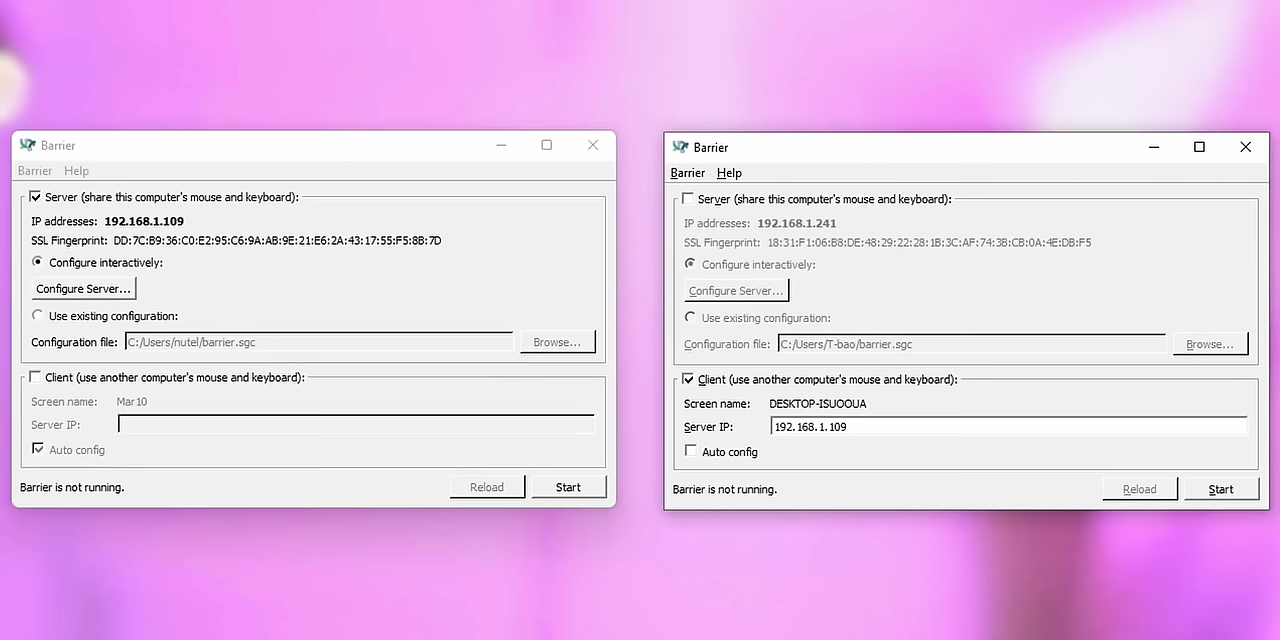 Barrier
Barrier Help
Server (share this computer's mouse and keyboard):
IP addresses: 192.168.1.109
SSL Fingerprint: DD:7C:B9:36:C0:E2:95:C6:9A:AB:9E:21:E6:2A:43:17:55:F5:8B:7D
Configure interactively:
Configure Server...
Use existing configuration:
Configuration file: C:/Users/nutel/barrier.sgc Browse...
Client (use another computer's mouse and keyboard):
Screen name: Mar10
Server IP:
Auto config
Barrier is not running. Reload Start
Barrier
Barrier Help
Server (share this computer's mouse and keyboard):
IP addresses: 192.168.1.241
SSL Fingerprint: 18:31:F1:06:B8:DE:48:29:22:28:1B:3C:AF:74:3B:CB:0A:4E:DB:F5
Configure interactively:
Configure Server...
Use existing configuration:
Configuration file: C:/Users/T-bao/barrier.sgc Browse...
Client (use another computer's mouse and keyboard):
Screen name: DESKTOP-ISUOOUA
Server IP: 192.168.1.109
Auto config
Barrier is not running. Reload Start